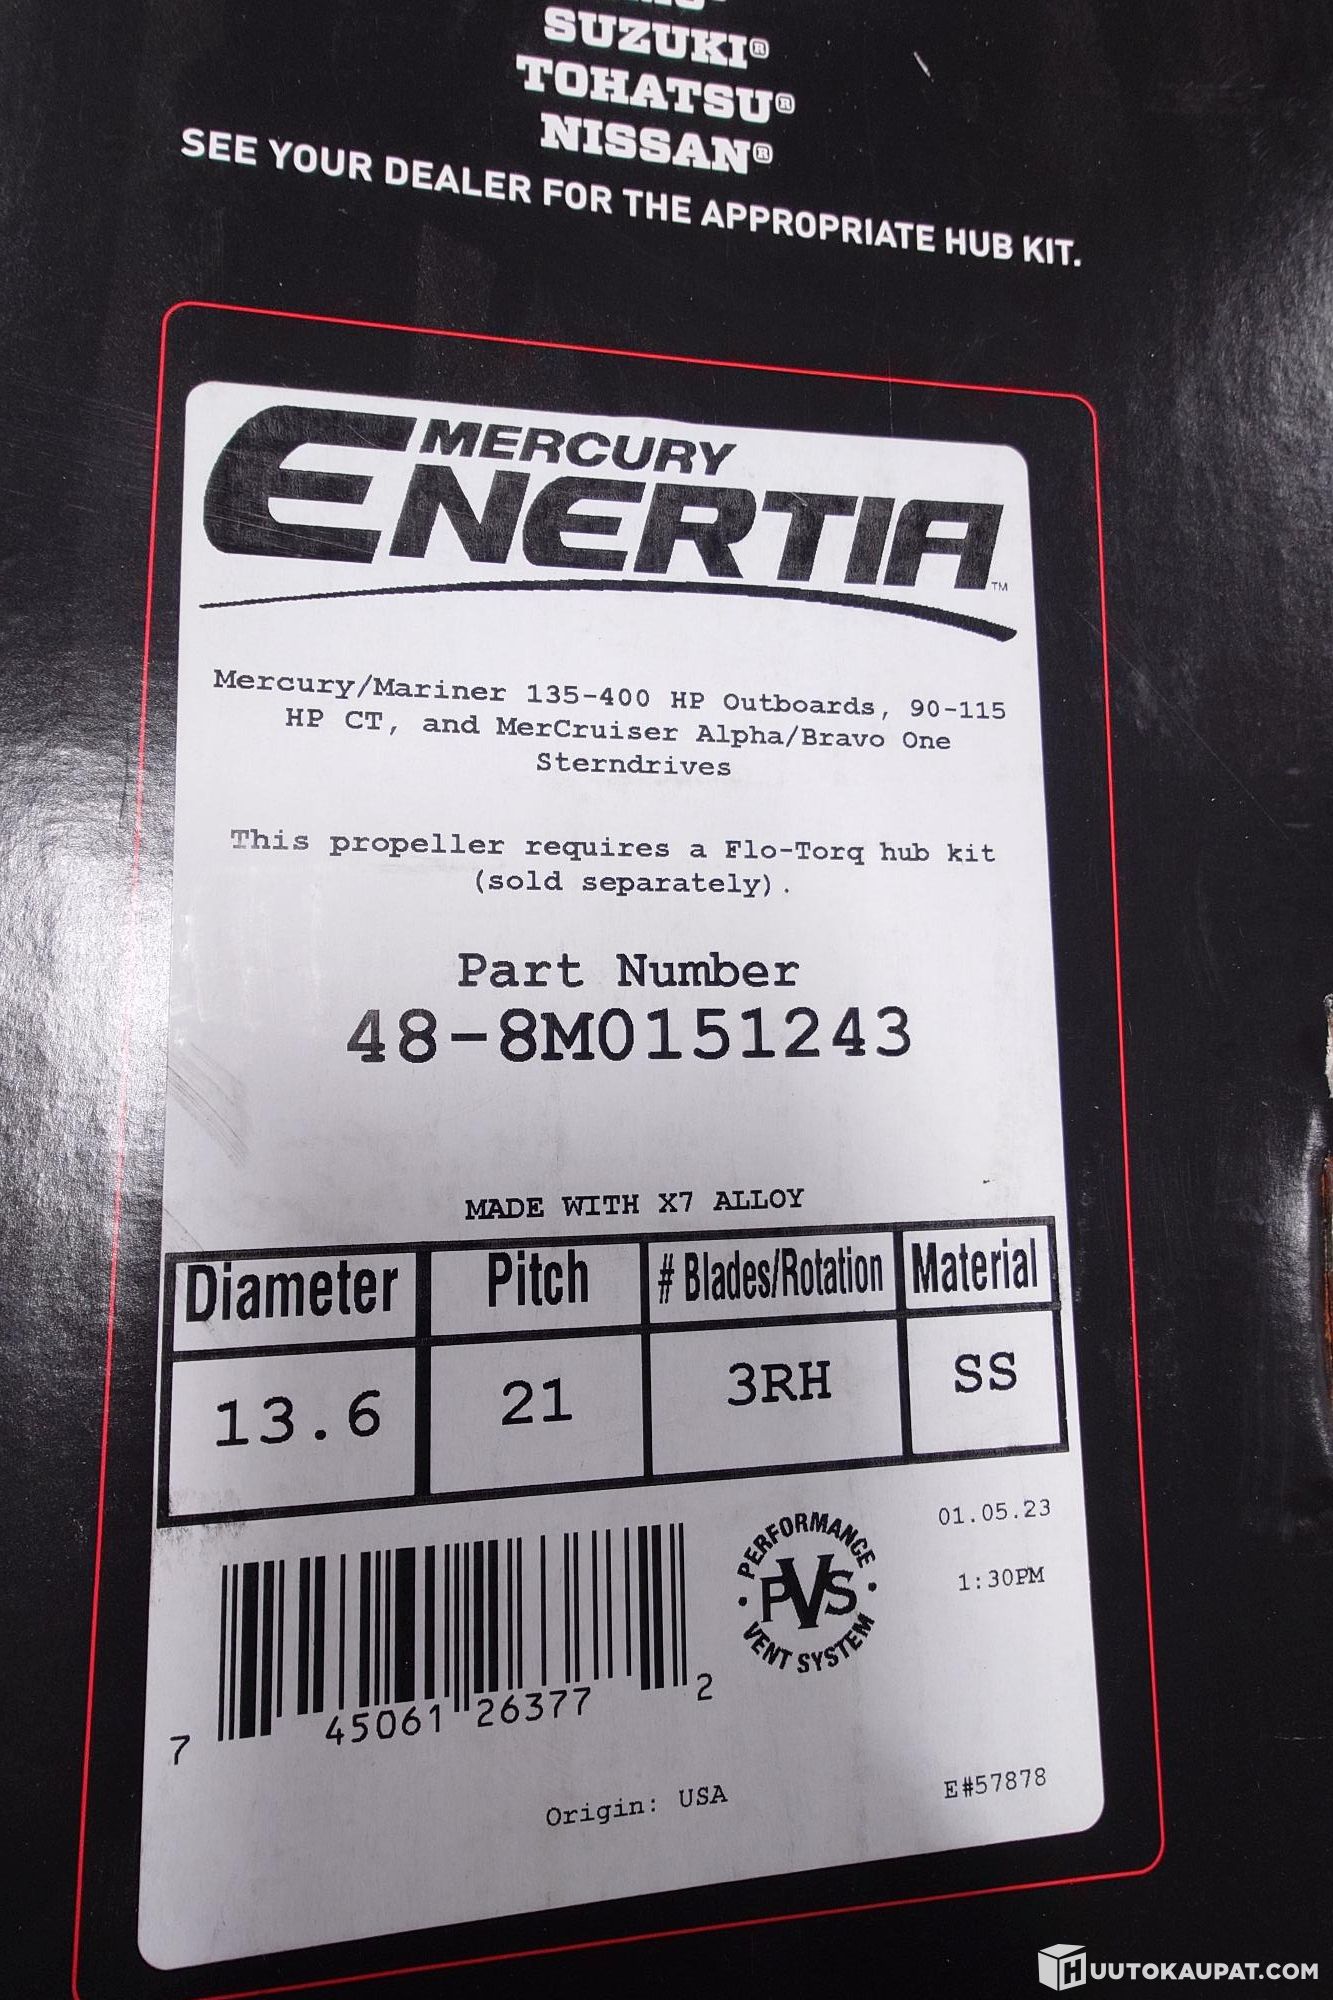 SUZUKI®
TOHATSU®
NISSAN®
SEE YOUR DEALER FOR THE APPROPRIATE HUB KIT.
MERCURY
ENERTIA™
Mercury/Mariner 135-400 HP Outboards, 90-115
HP CT, and MerCruiser Alpha/Bravo One
Sterndrives
This propeller requires a Flo-Torq hub kit
(sold separately).
Part Number
48-8M0151243
MADE WITH X7 ALLOY
Diameter Pitch # Blades/Rotation Material
13.6 21 3RH SS
PERFORMANCE
PVS
VENT SYSTEM
01.05.23
1:30PM
7 45061 26377 2
Origin: USA
E#57878
HUUTOKAUPAT.COM